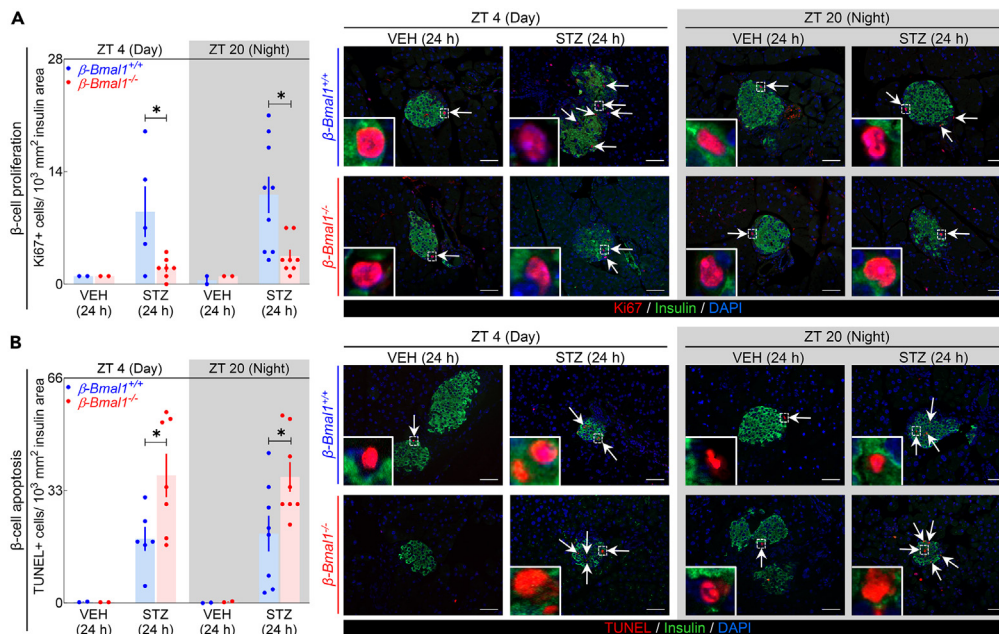 A
ZT 4 (Day)
ZT 20 (Night)
β-Bmal1+/+
β-Bmal1-/-
β-cell proliferation
Ki67+ cells/ 10³ mm² insulin area
28
14
0
*
*
VEH (24 h)
STZ (24 h)
VEH (24 h)
STZ (24 h)
ZT 4 (Day)
ZT 20 (Night)
VEH (24 h)
STZ (24 h)
VEH (24 h)
STZ (24 h)
β-Bmal1+/+
β-Bmal1-/-
Ki67 / Insulin / DAPI
B
ZT 4 (Day)
ZT 20 (Night)
β-Bmal1+/+
β-Bmal1-/-
β-cell apoptosis
TUNEL+ cells/ 10³ mm² insulin area
66
33
0
*
*
VEH (24 h)
STZ (24 h)
VEH (24 h)
STZ (24 h)
ZT 4 (Day)
ZT 20 (Night)
VEH (24 h)
STZ (24 h)
VEH (24 h)
STZ (24 h)
β-Bmal1+/+
β-Bmal1-/-
TUNEL / Insulin / DAPI